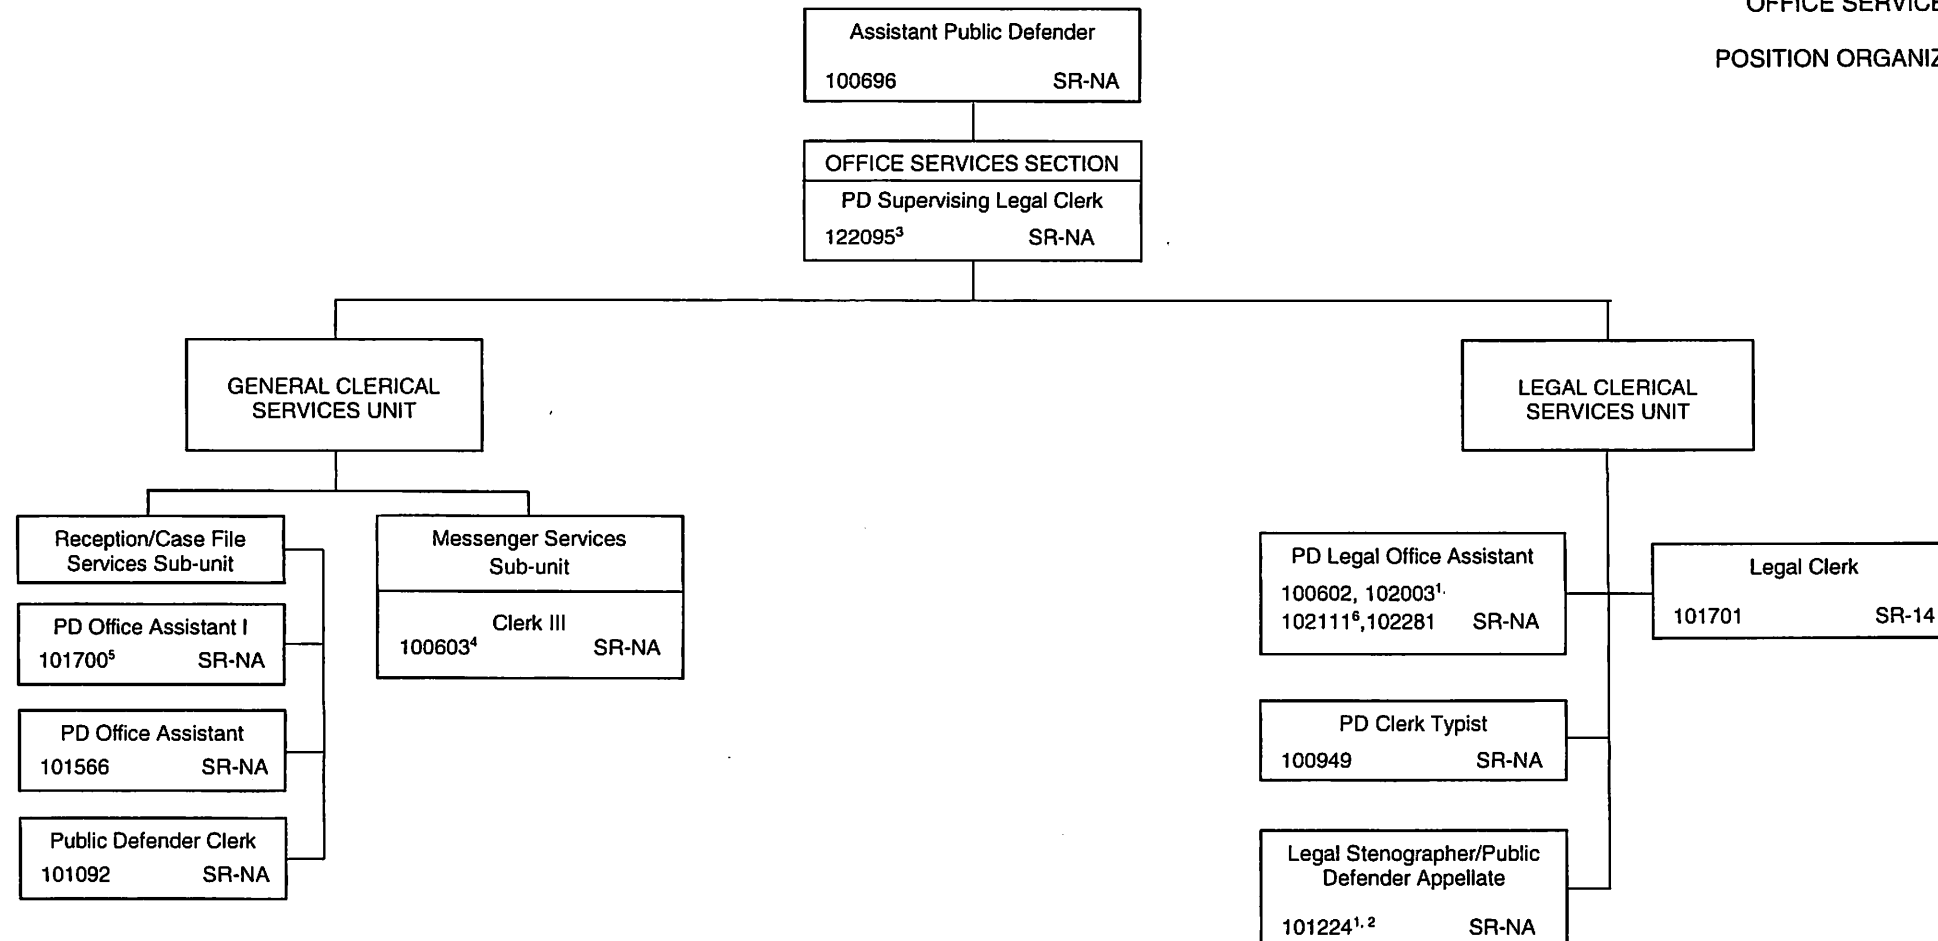 OFFICE SERVICE
POSITION ORGANIZ
Assistant Public Defender
100696 SR-NA
OFFICE SERVICES SECTION
PD Supervising Legal Clerk
122095³ SR-NA
GENERAL CLERICAL
SERVICES UNIT
LEGAL CLERICAL
SERVICES UNIT
Reception/Case File
Services Sub-unit
PD Office Assistant I
101700⁵ SR-NA
PD Office Assistant
101566 SR-NA
Public Defender Clerk
101092 SR-NA
Messenger Services
Sub-unit
Clerk III
100603⁴ SR-NA
PD Legal Office Assistant
100602, 102003¹·
102111⁶,102281 SR-NA
Legal Clerk
101701 SR-14
PD Clerk Typist
100949 SR-NA
Legal Stenographer/Public
Defender Appellate
101224¹˒ ² SR-NA